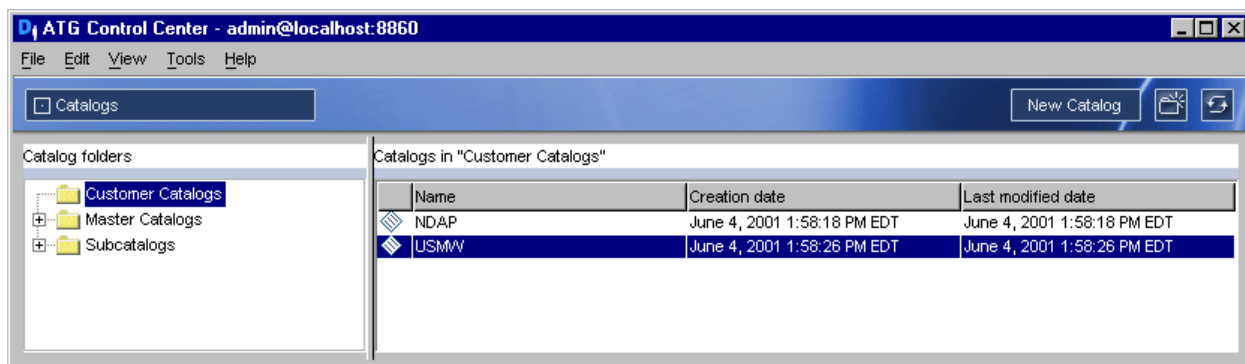 ATG Control Center - admin@localhost:8860
File Edit View Tools Help
Catalogs New Catalog
Catalog folders
Customer Catalogs
Master Catalogs
Subcatalogs
Catalogs in "Customer Catalogs"
Name Creation date Last modified date
NDAP June 4, 2001 1:58:18 PM EDT June 4, 2001 1:58:18 PM EDT
USMW June 4, 2001 1:58:26 PM EDT June 4, 2001 1:58:26 PM EDT